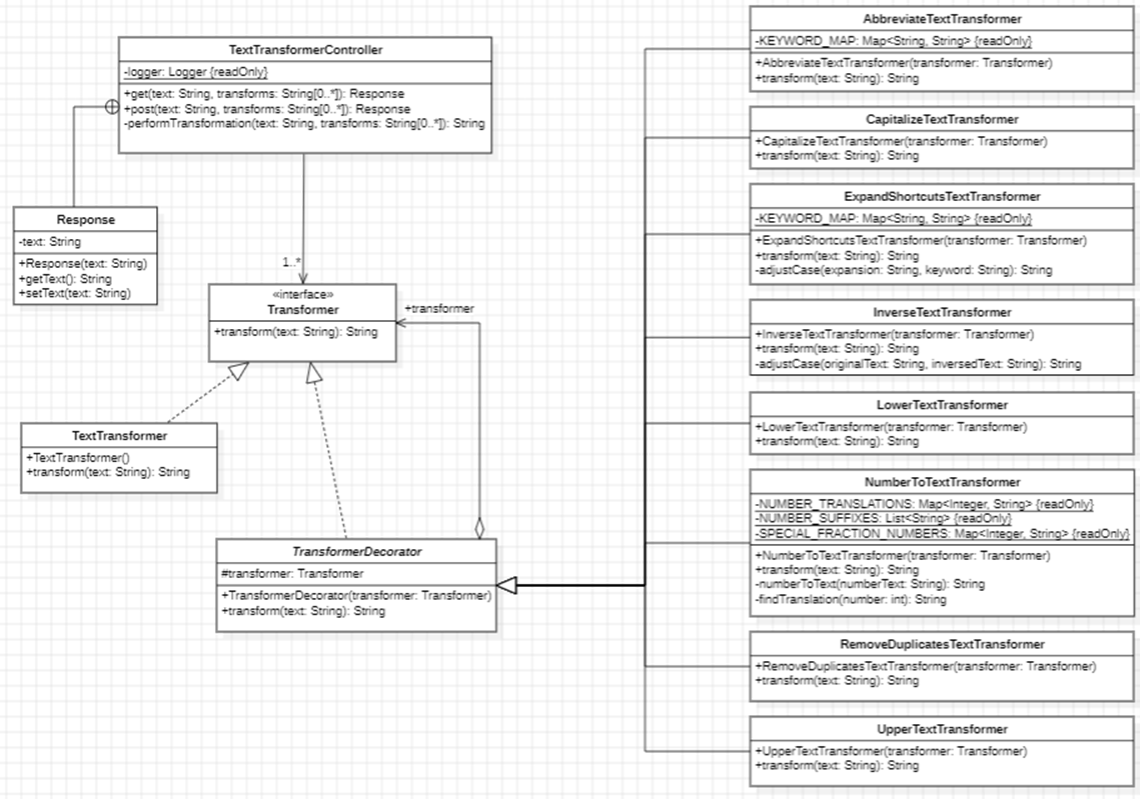 TextTransformerController
-logger: Logger {readOnly}
+get(text: String, transforms: String[0..*]): Response
+post(text: String, transforms: String[0..*]): Response
-performTransformation(text: String, transforms: String[0..*]): String
Response
-text: String
+Response(text: String)
+getText(): String
+setText(text: String)
1..*
«interface»
Transformer
+transform(text: String): String
+transformer
TextTransformer
+TextTransformer()
+transform(text: String): String
TransformerDecorator
#transformer: Transformer
+TransformerDecorator(transformer: Transformer)
+transform(text: String): String
AbbreviateTextTransformer
-KEYWORD_MAP: Map<String, String> {readOnly}
+AbbreviateTextTransformer(transformer: Transformer)
+transform(text: String): String
CapitalizeTextTransformer
+CapitalizeTextTransformer(transformer: Transformer)
+transform(text: String): String
ExpandShortcutsTextTransformer
-KEYWORD_MAP: Map<String, String> {readOnly}
+ExpandShortcutsTextTransformer(transformer: Transformer)
+transform(text: String): String
-adjustCase(expansion: String, keyword: String): String
InverseTextTransformer
+InverseTextTransformer(transformer: Transformer)
+transform(text: String): String
-adjustCase(originalText: String, inversedText: String): String
LowerTextTransformer
+LowerTextTransformer(transformer: Transformer)
+transform(text: String): String
NumberToTextTransformer
-NUMBER_TRANSLATIONS: Map<Integer, String> {readOnly}
-NUMBER_SUFFIXES: List<String> {readOnly}
-SPECIAL_FRACTION_NUMBERS: Map<Integer, String> {readOnly}
+NumberToTextTransformer(transformer: Transformer)
+transform(text: String): String
-numberToText(numberText: String): String
-findTranslation(number: int): String
RemoveDuplicatesTextTransformer
+RemoveDuplicatesTextTransformer(transformer: Transformer)
+transform(text: String): String
UpperTextTransformer
+UpperTextTransformer(transformer: Transformer)
+transform(text: String): String